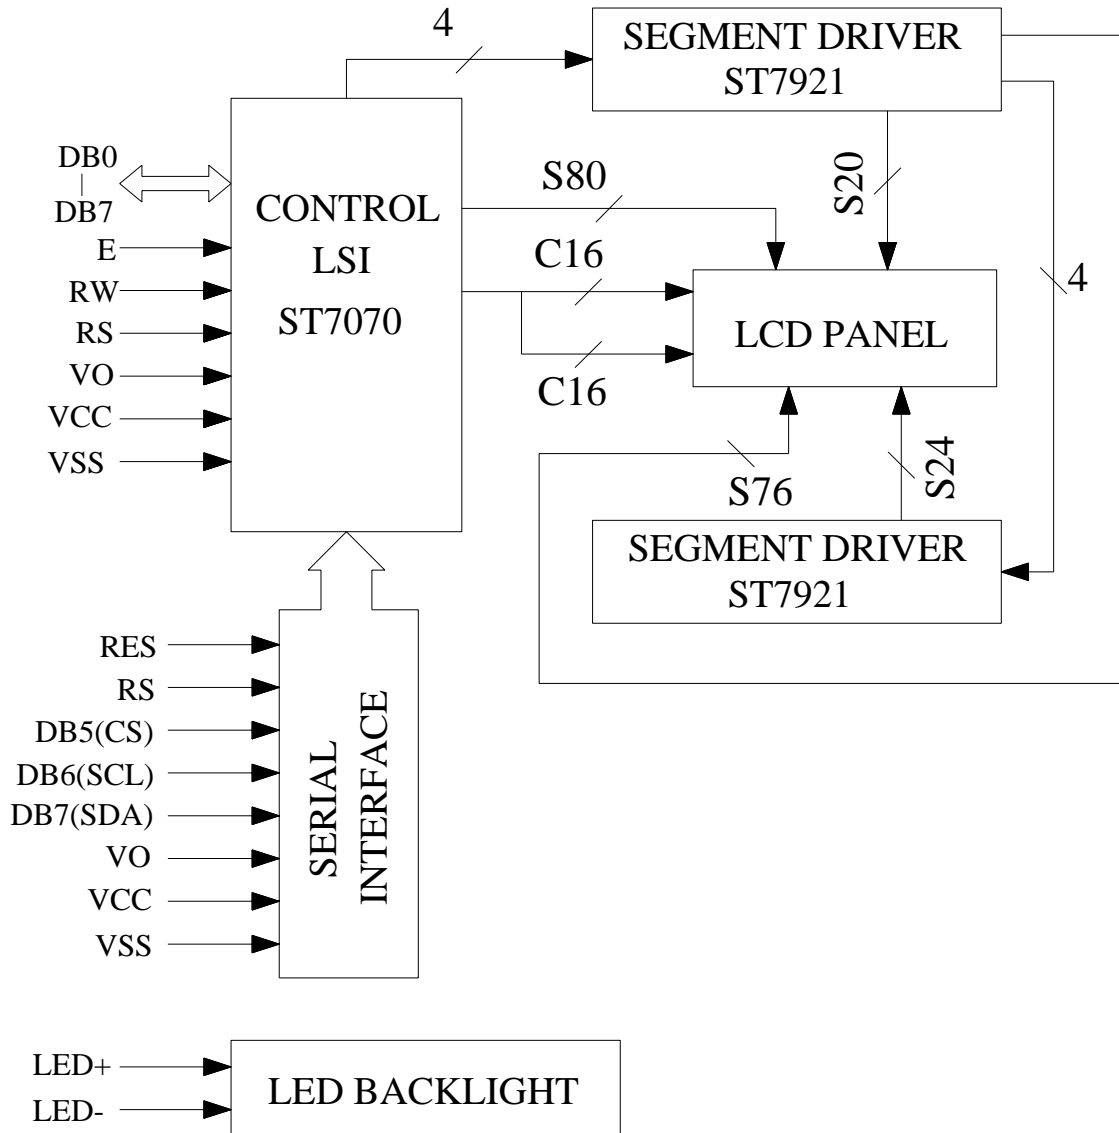 4
SEGMENT DRIVER
ST7921
DB0
DB7
E
RW
RS
VO
VCC
VSS
CONTROL
LSI
ST7070
S80
C16
C16
S20
4
LCD PANEL
S76
S24
SEGMENT DRIVER
ST7921
RES
RS
DB5(CS)
DB6(SCL)
DB7(SDA)
VO
VCC
VSS
SERIAL
INTERFACE
LED+
LED-
LED BACKLIGHT